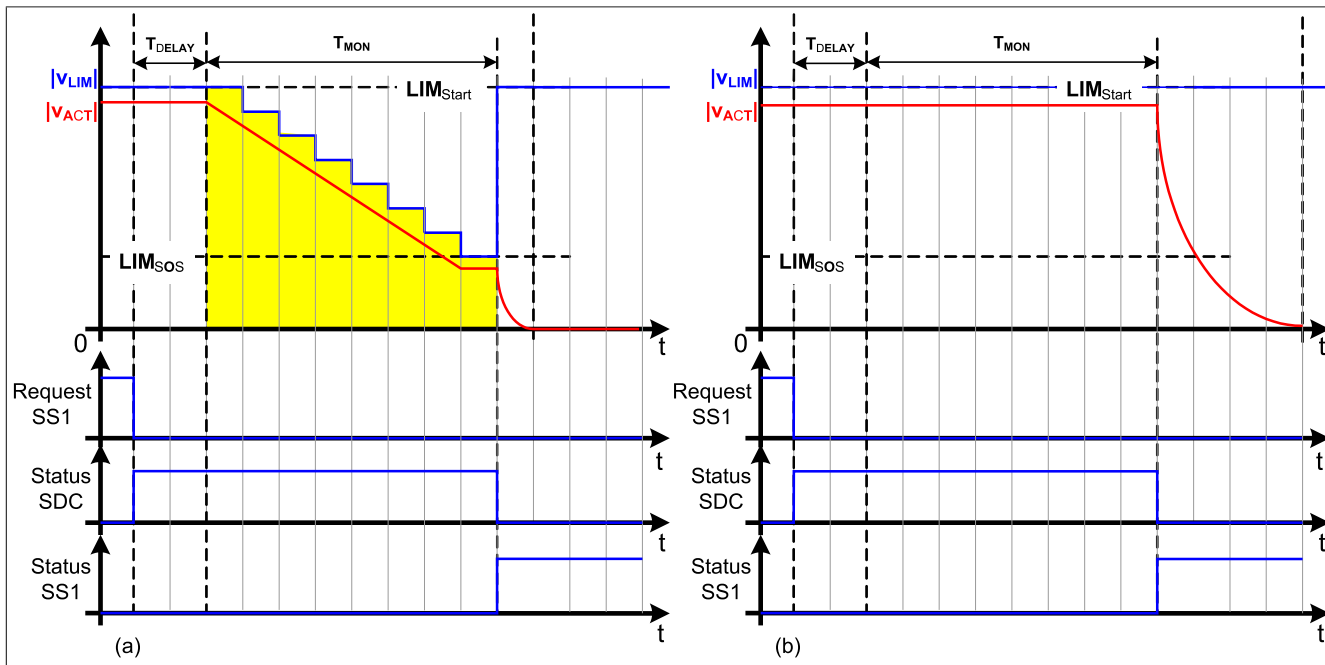 T_DELAY
T_MON
|v_LIM|
LIM_Start
|v_ACT|
LIM_SOS
0
t
Request
SS1
t
Status
SDC
t
Status
SS1
t
(a)
T_DELAY
T_MON
|v_LIM|
LIM_Start
|v_ACT|
LIM_SOS
0
t
Request
SS1
t
Status
SDC
t
Status
SS1
t
(b)